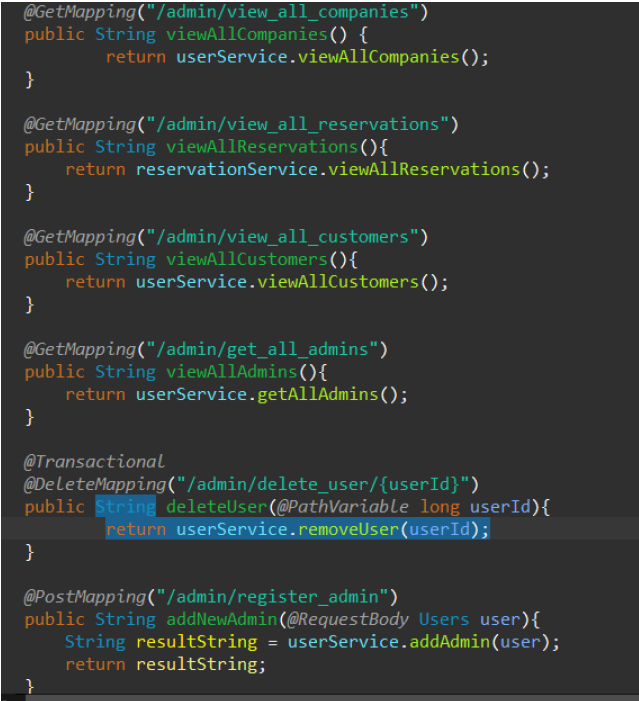 @GetMapping("/admin/view_all_companies")
public String viewAllCompanies() {
        return userService.viewAllCompanies();
}
@GetMapping("/admin/view_all_reservations")
public String viewAllReservations(){
    return reservationService.viewAllReservations();
}
@GetMapping("/admin/view_all_customers")
public String viewAllCustomers(){
    return userService.viewAllCustomers();
}
@GetMapping("/admin/get_all_admins")
public String viewAllAdmins(){
    return userService.getAllAdmins();
}
@Transactional
@DeleteMapping("/admin/delete_user/{userId}")
public String deleteUser(@PathVariable long userId){
        return userService.removeUser(userId);
}
@PostMapping("/admin/register_admin")
public String addNewAdmin(@RequestBody Users user){
    String resultString = userService.addAdmin(user);
    return resultString;
}